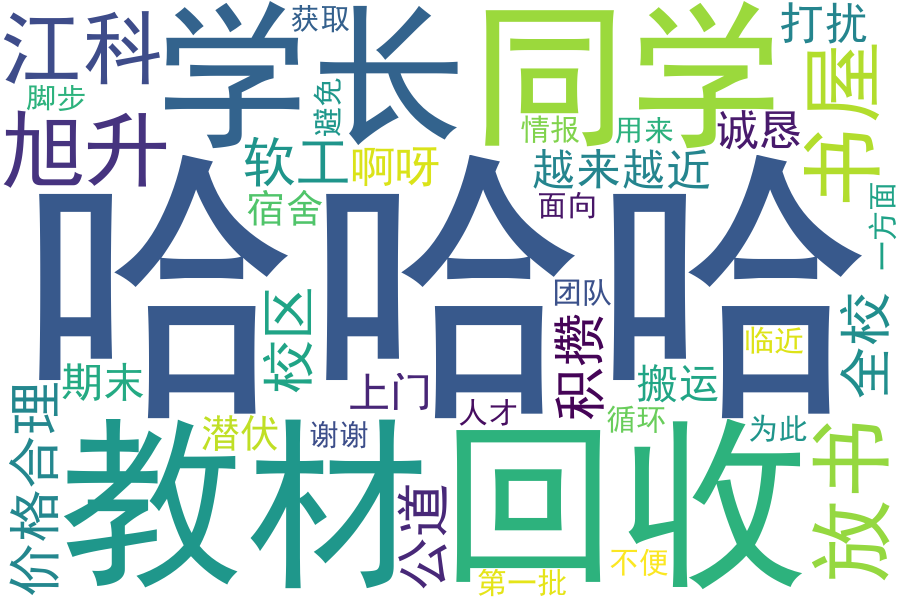 江科
学长
获取
同学
打扰
书屋
脚步
避免
情报
用来
诚恳
旭升
软工
啊呀
越来越近
宿舍
面向
一方面
哈哈哈
校区
团队
积攒
临近
全校
期末
上门
搬运
价格合理
潜伏
谢谢
人才
循环
为此
教材
回收
放书
公道
不便
第一批